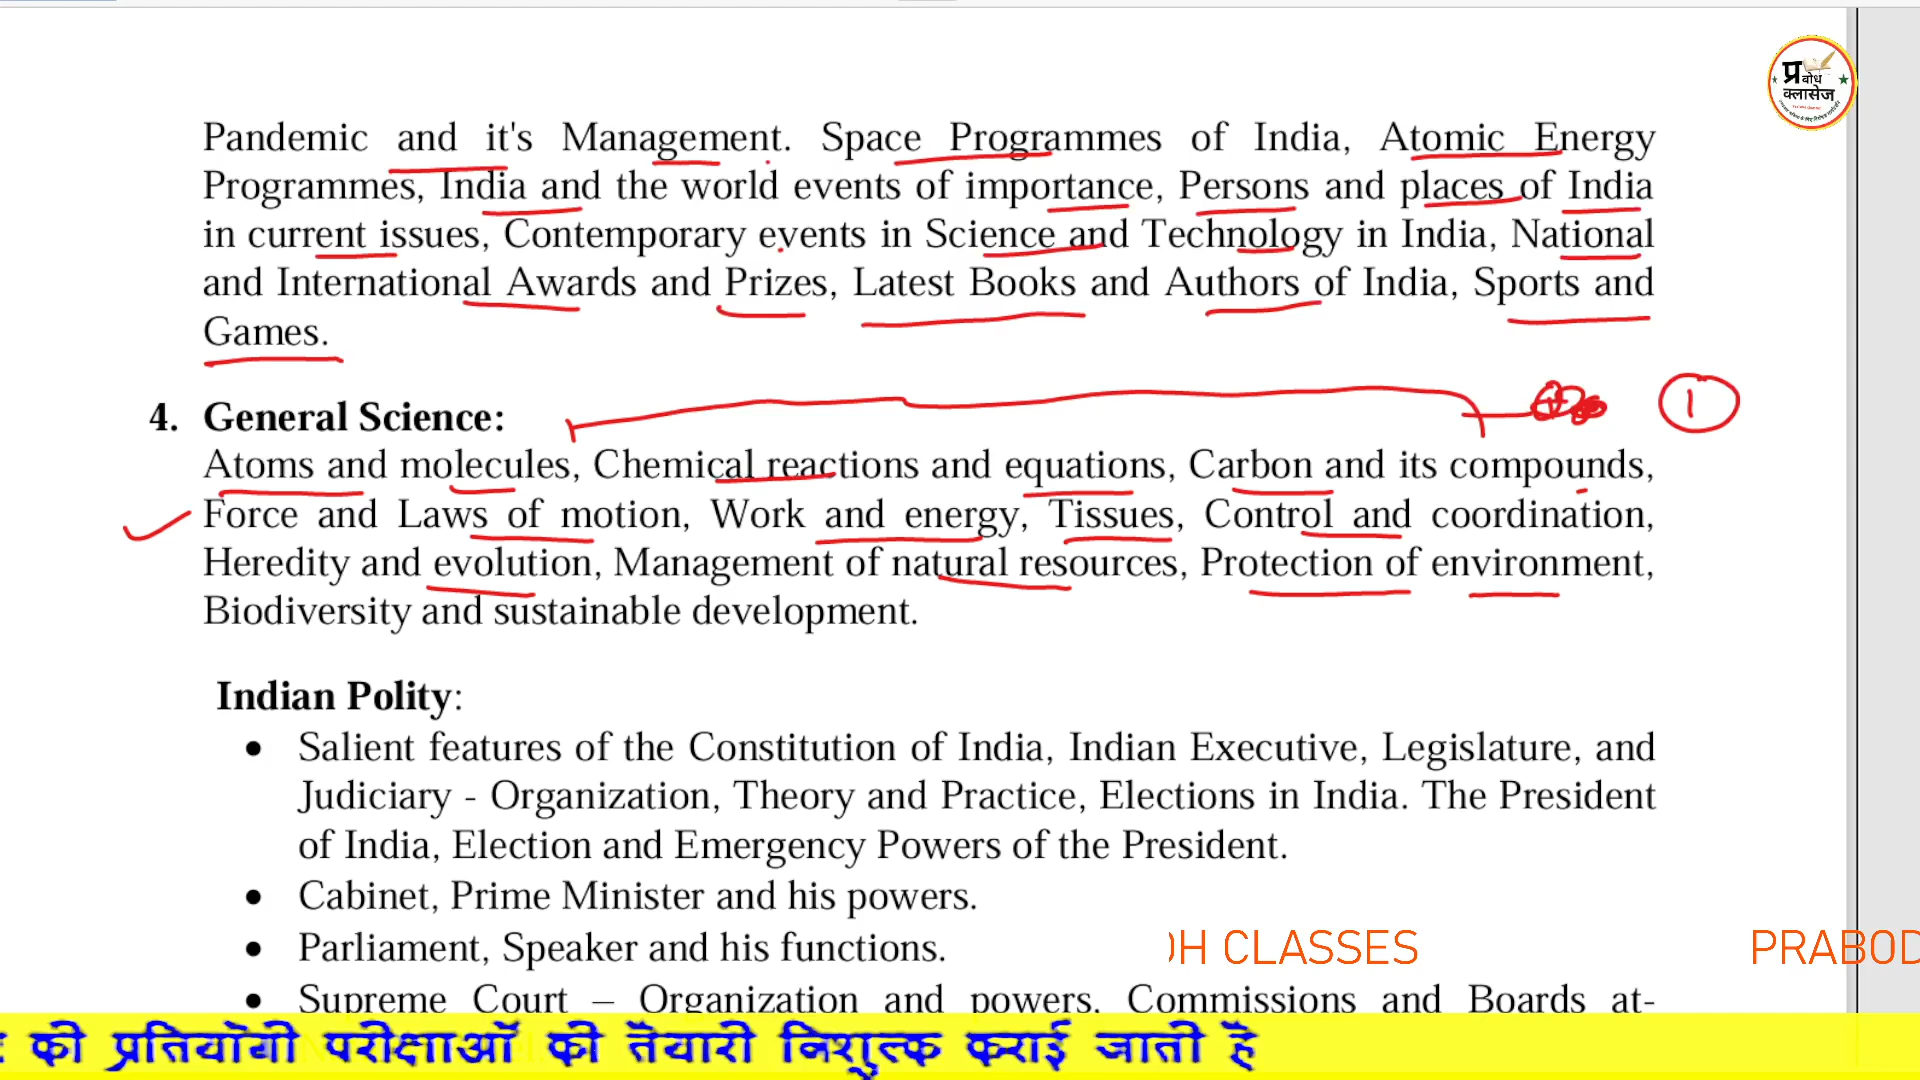 प्रबोध
क्लासेज
Pandemic and it's Management. Space Programmes of India, Atomic Energy
Programmes, India and the world events of importance, Persons and places of India
in current issues, Contemporary events in Science and Technology in India, National
and International Awards and Prizes, Latest Books and Authors of India, Sports and
Games.
1
4. General Science:
Atoms and molecules, Chemical reactions and equations, Carbon and its compounds,
Force and Laws of motion, Work and energy, Tissues, Control and coordination,
Heredity and evolution, Management of natural resources, Protection of environment,
Biodiversity and sustainable development.
Indian Polity:
• Salient features of the Constitution of India, Indian Executive, Legislature, and
Judiciary - Organization, Theory and Practice, Elections in India. The President
of India, Election and Emergency Powers of the President.
• Cabinet, Prime Minister and his powers.
• Parliament, Speaker and his functions.
DH CLASSES PRABOD
• Supreme Court – Organization and powers. Commissions and Boards at-
की प्रतियोगी परीक्षाओं की तैयारी निशुल्क कराई जाती है